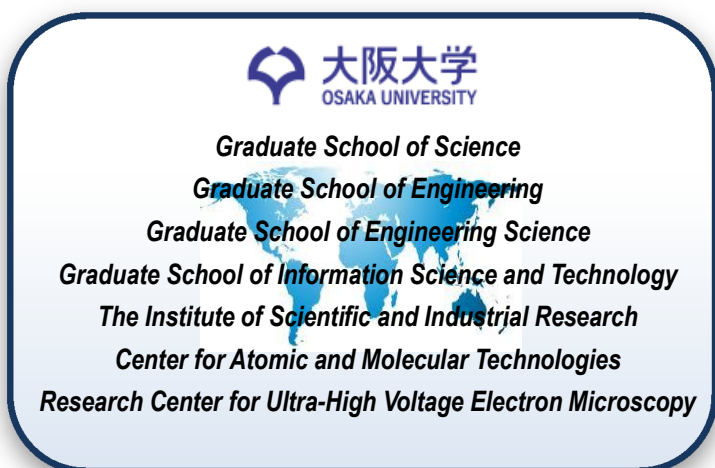 大阪大学
OSAKA UNIVERSITY
Graduate School of Science
Graduate School of Engineering
Graduate School of Engineering Science
Graduate School of Information Science and Technology
The Institute of Scientific and Industrial Research
Center for Atomic and Molecular Technologies
Research Center for Ultra-High Voltage Electron Microscopy